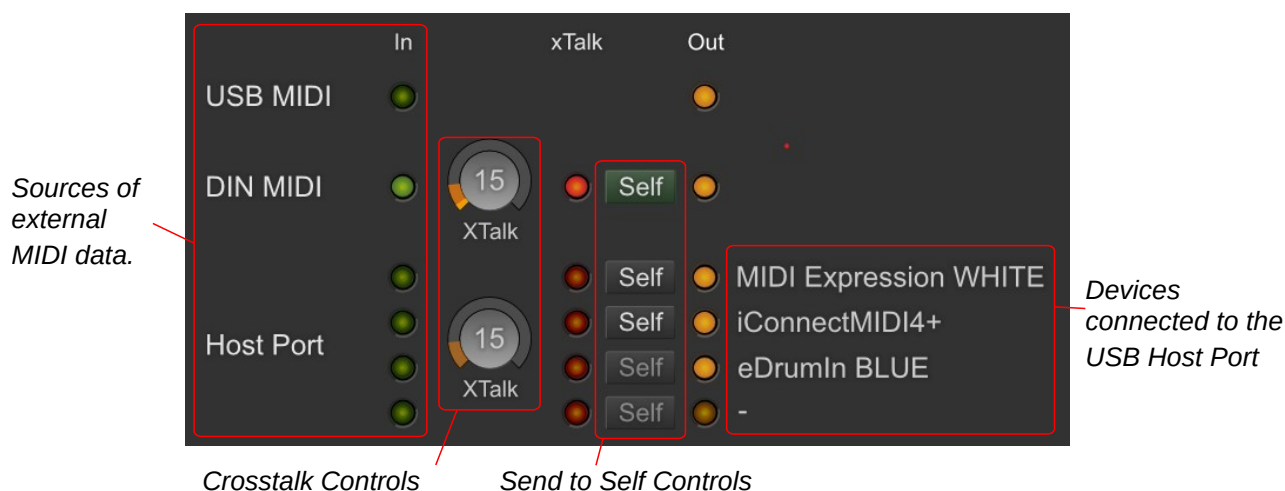 In xTalk Out
USB MIDI
DIN MIDI 15 Self
XTalk
Sources of
external
MIDI data.
Host Port 15
XTalk
Self MIDI Expression WHITE
Self iConnectMIDI4+
Self eDrumIn BLUE
Self -
Devices
connected to the
USB Host Port
Crosstalk Controls Send to Self Controls